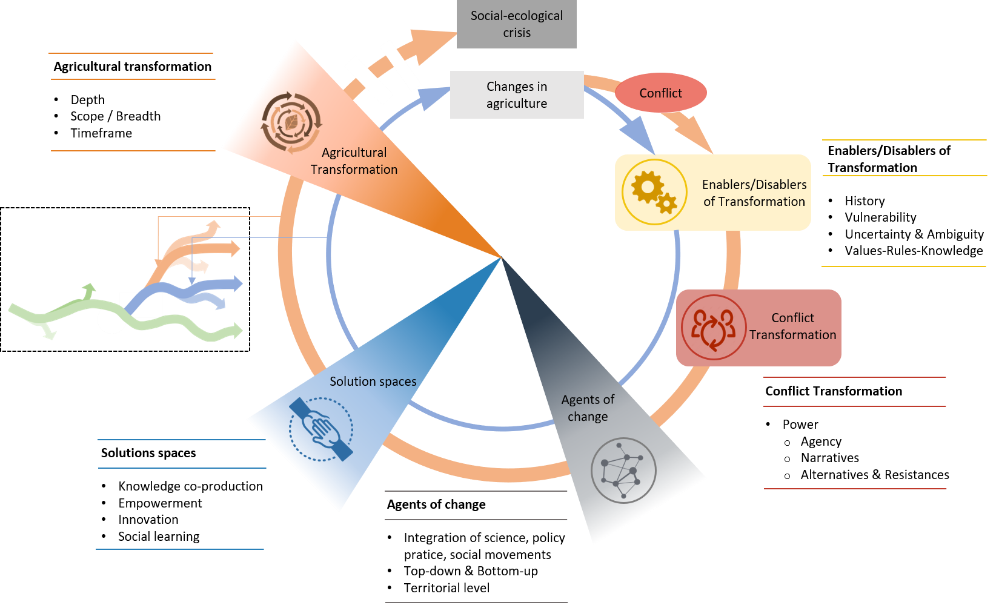 Social-ecological
crisis
Changes in
agriculture
Conflict
Agricultural transformation
• Depth
• Scope / Breadth
• Timeframe
Agricultural
Transformation
Enablers/Disablers
of Transformation
Enablers/Disablers of
Transformation
• History
• Vulnerability
• Uncertainty & Ambiguity
• Values-Rules-Knowledge
Conflict
Transformation
Conflict Transformation
• Power
o Agency
o Narratives
o Alternatives & Resistances
Agents of
change
Agents of change
• Integration of science, policy
pratice, social movements
• Top-down & Bottom-up
• Territorial level
Solution spaces
Solutions spaces
• Knowledge co-production
• Empowerment
• Innovation
• Social learning